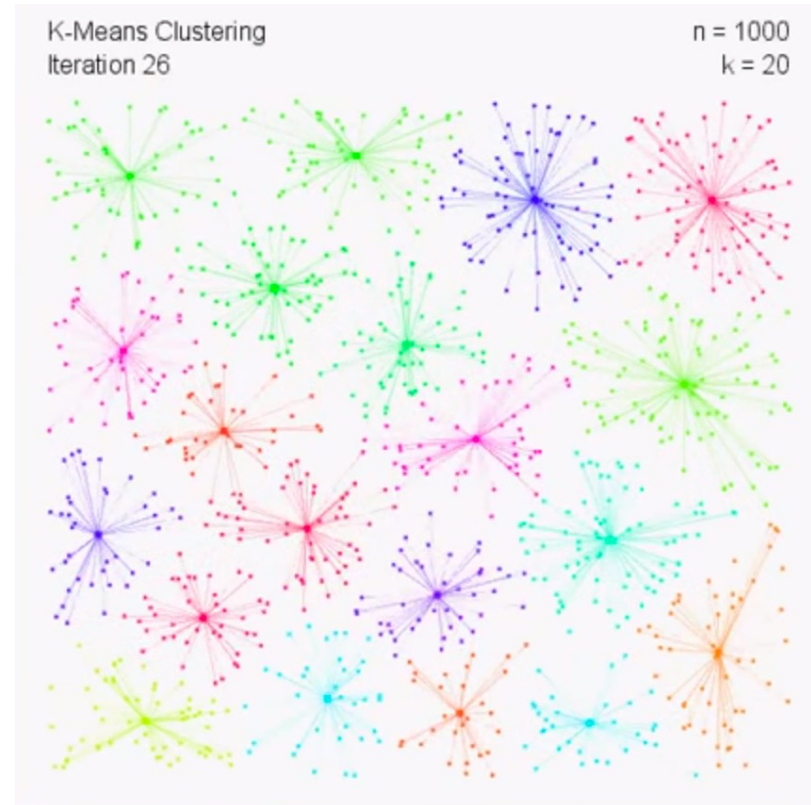 K-Means Clustering
Iteration 26
n = 1000
k = 20